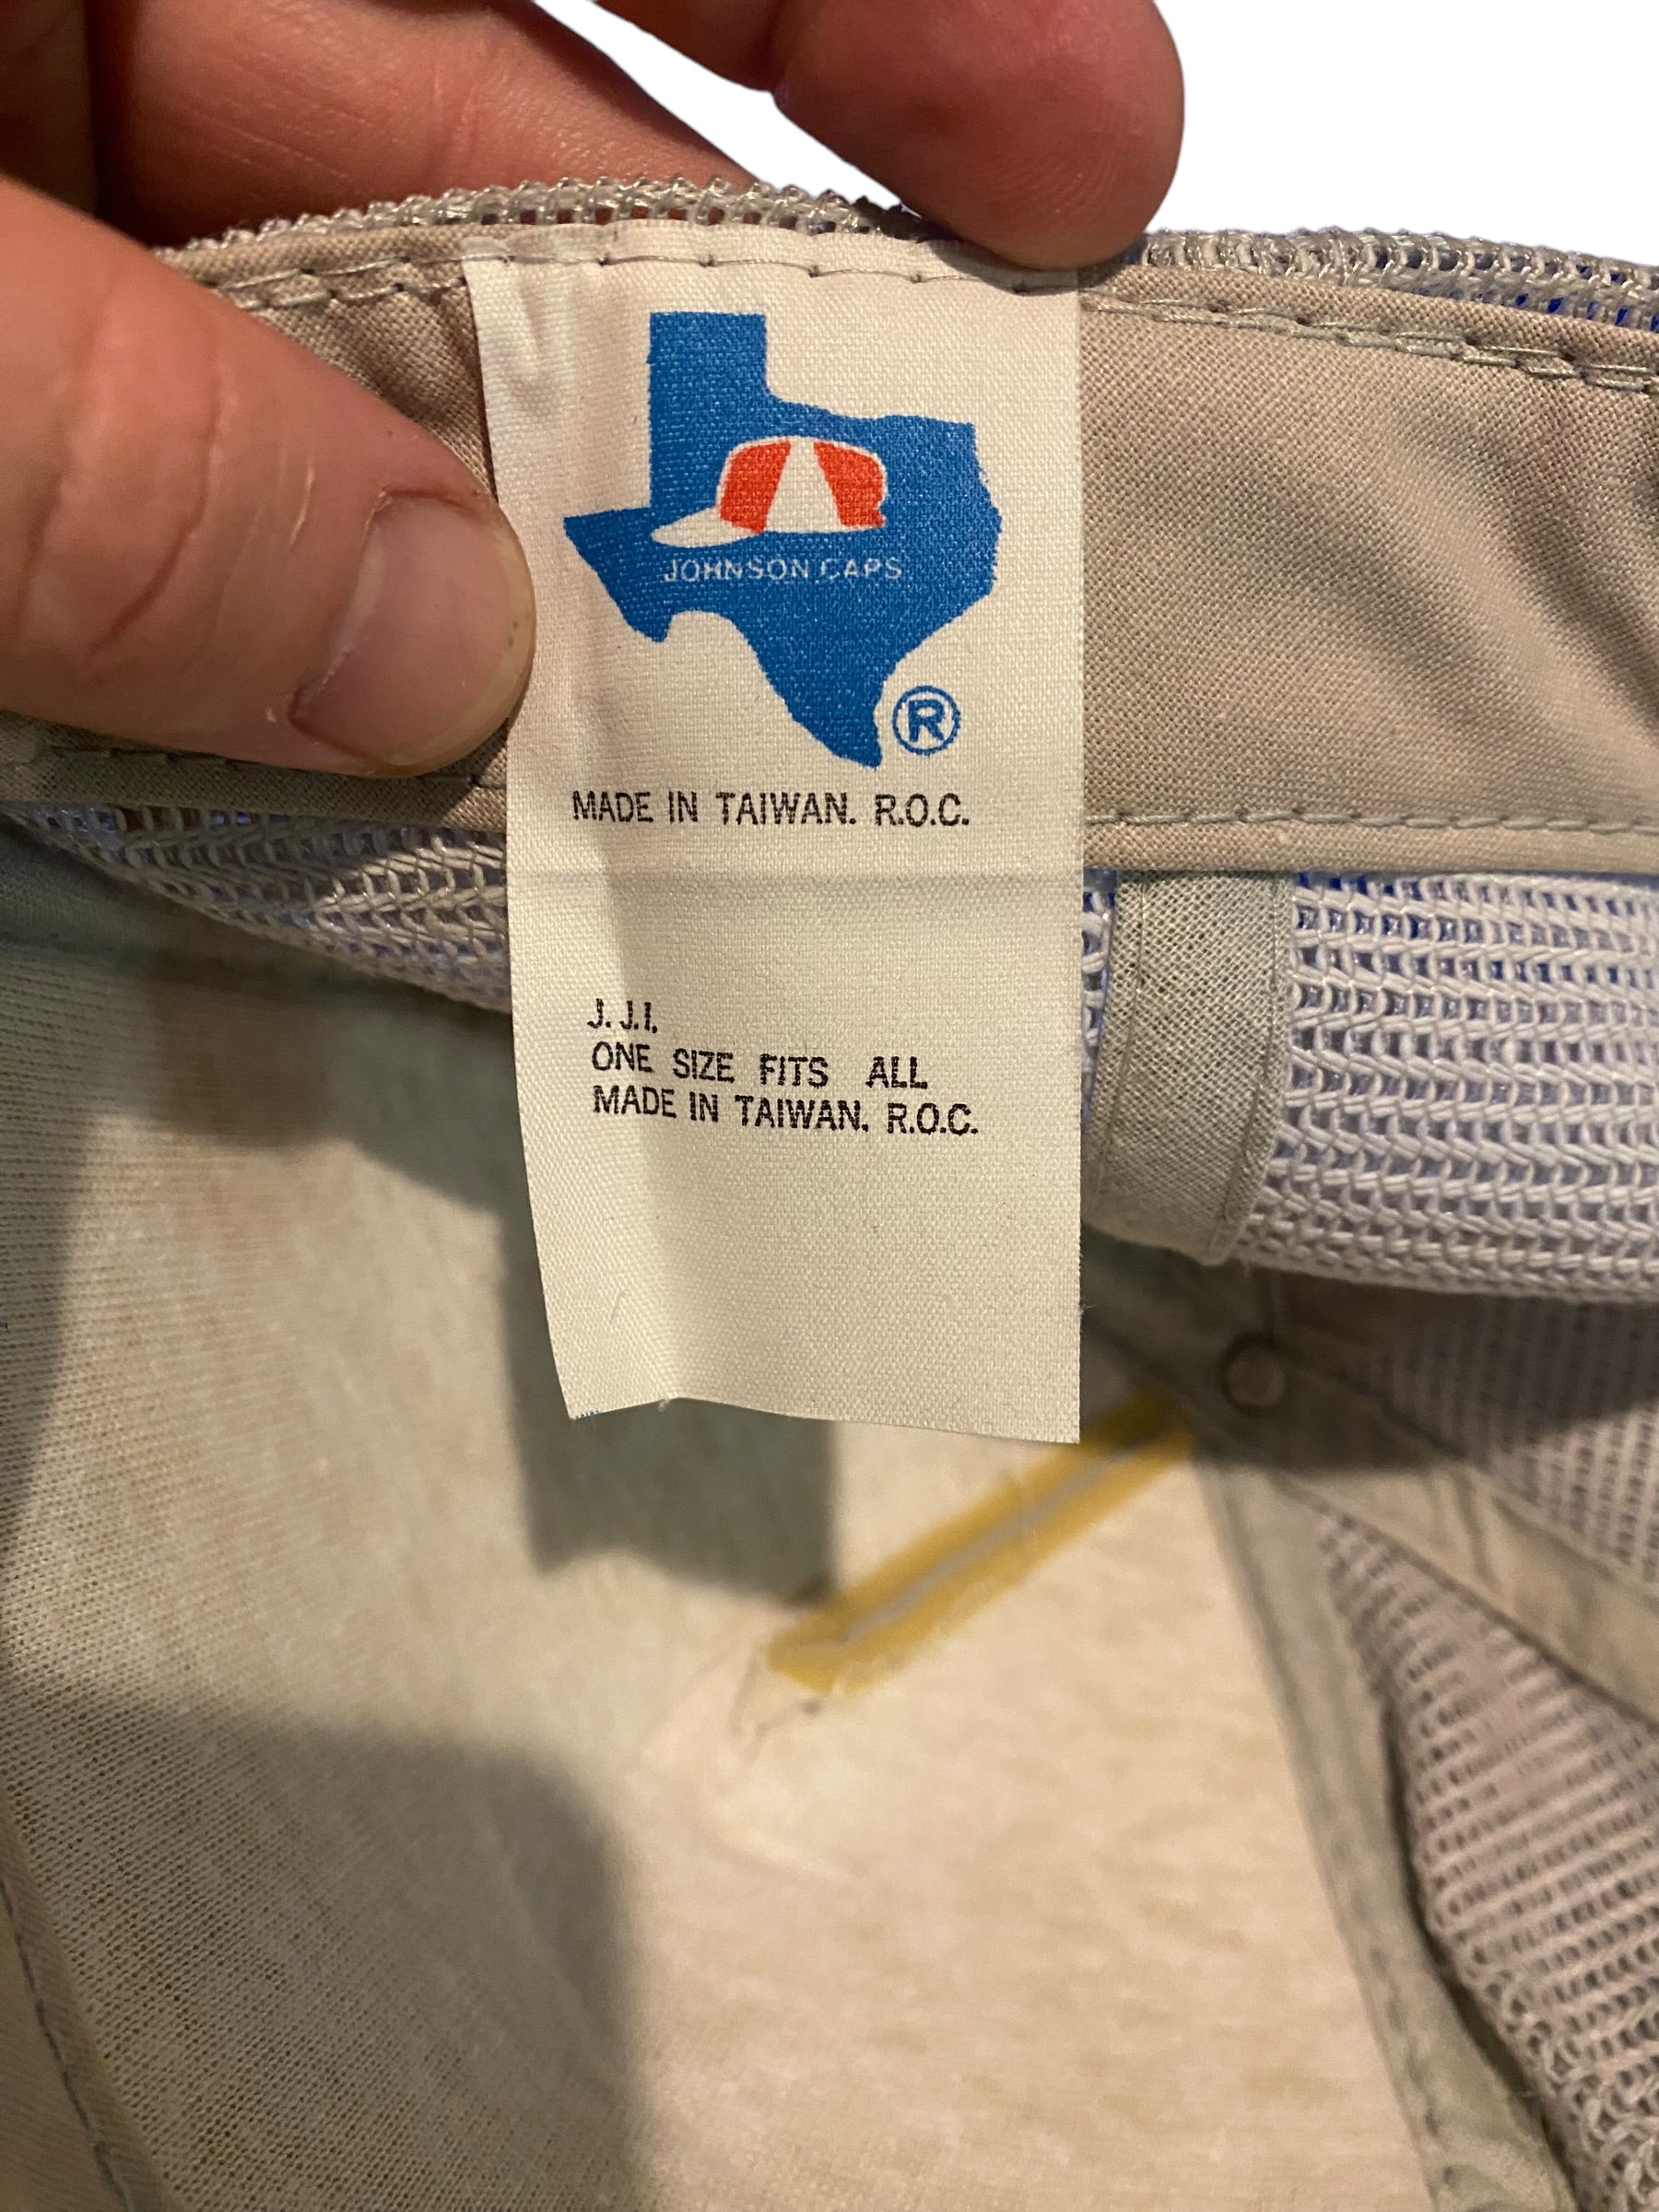 JOHNSON CAPS
®
MADE IN TAIWAN. R.O.C.
J.J.I.
ONE SIZE FITS ALL
MADE IN TAIWAN. R.O.C.